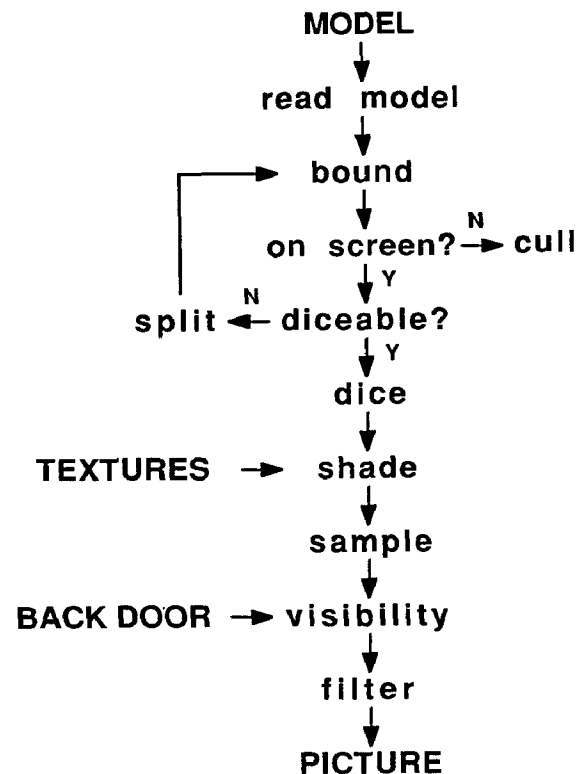 MODEL
read model
bound
on screen? N cull
Y
N
split diceable?
Y
dice
TEXTURES shade
sample
BACK DOOR visibility
filter
PICTURE